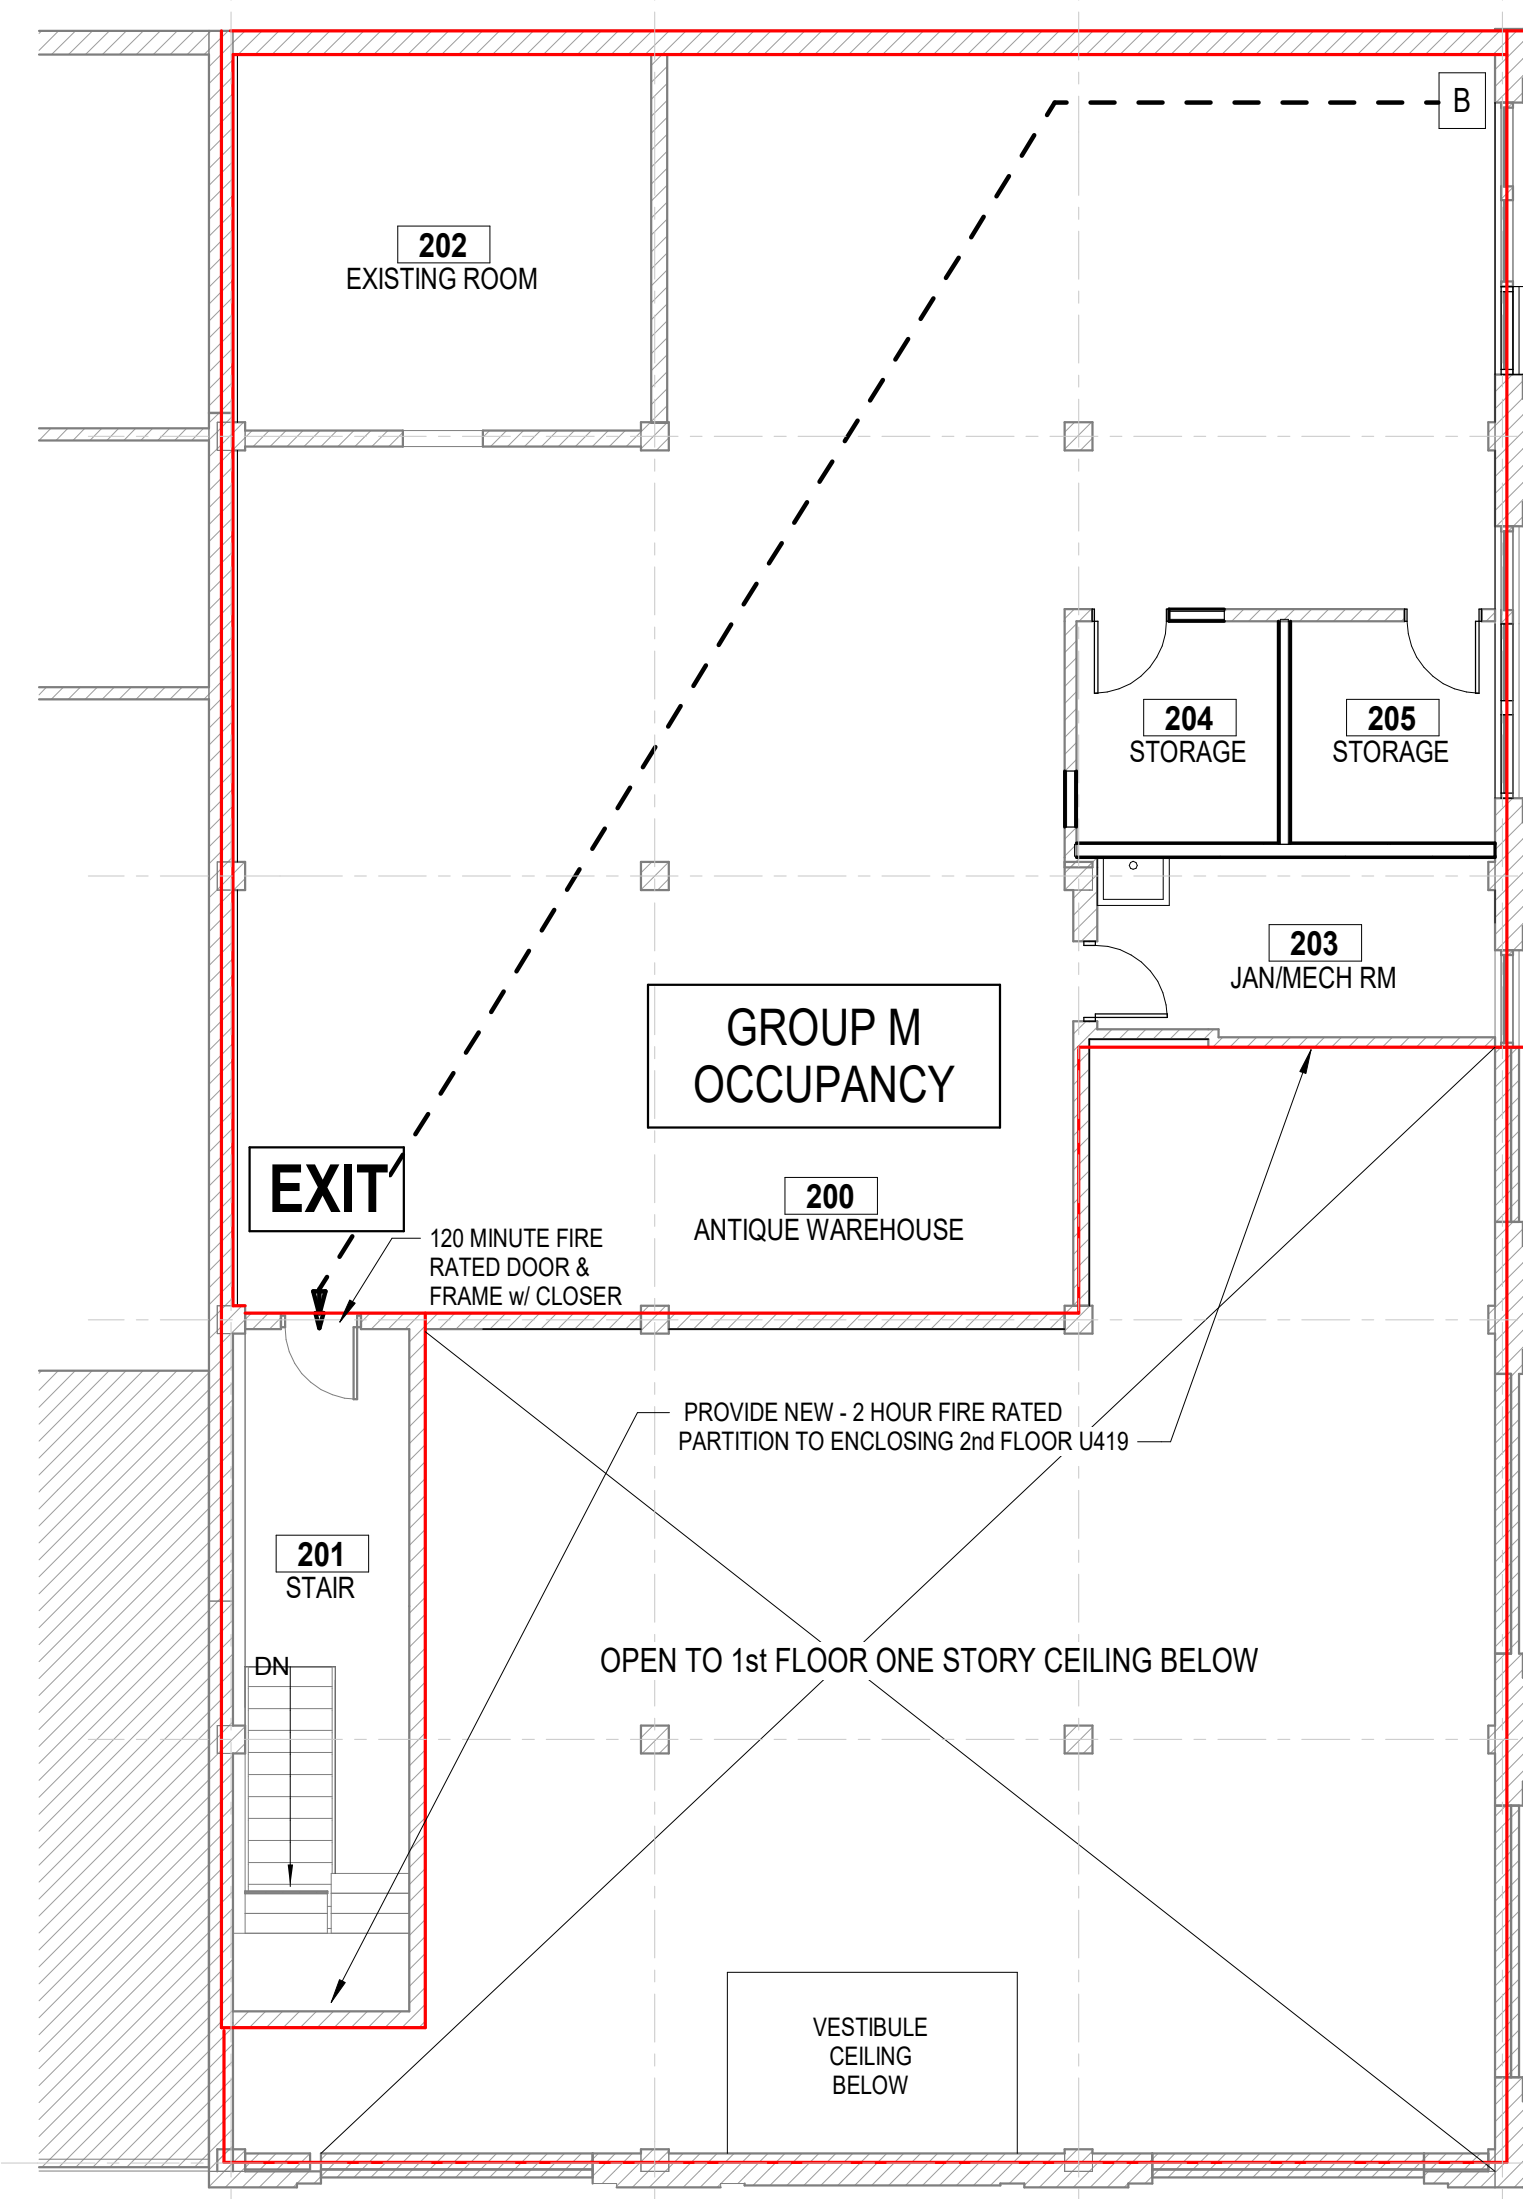 B
202
EXISTING ROOM
204
STORAGE
205
STORAGE
203
JAN/MECH RM
GROUP M
OCCUPANCY
EXIT
200
ANTIQUE WAREHOUSE
120 MINUTE FIRE
RATED DOOR &
FRAME w/ CLOSER
PROVIDE NEW - 2 HOUR FIRE RATED
PARTITION TO ENCLOSING 2nd FLOOR U419
201
STAIR
DN
OPEN TO 1st FLOOR ONE STORY CEILING BELOW
VESTIBULE
CEILING
BELOW